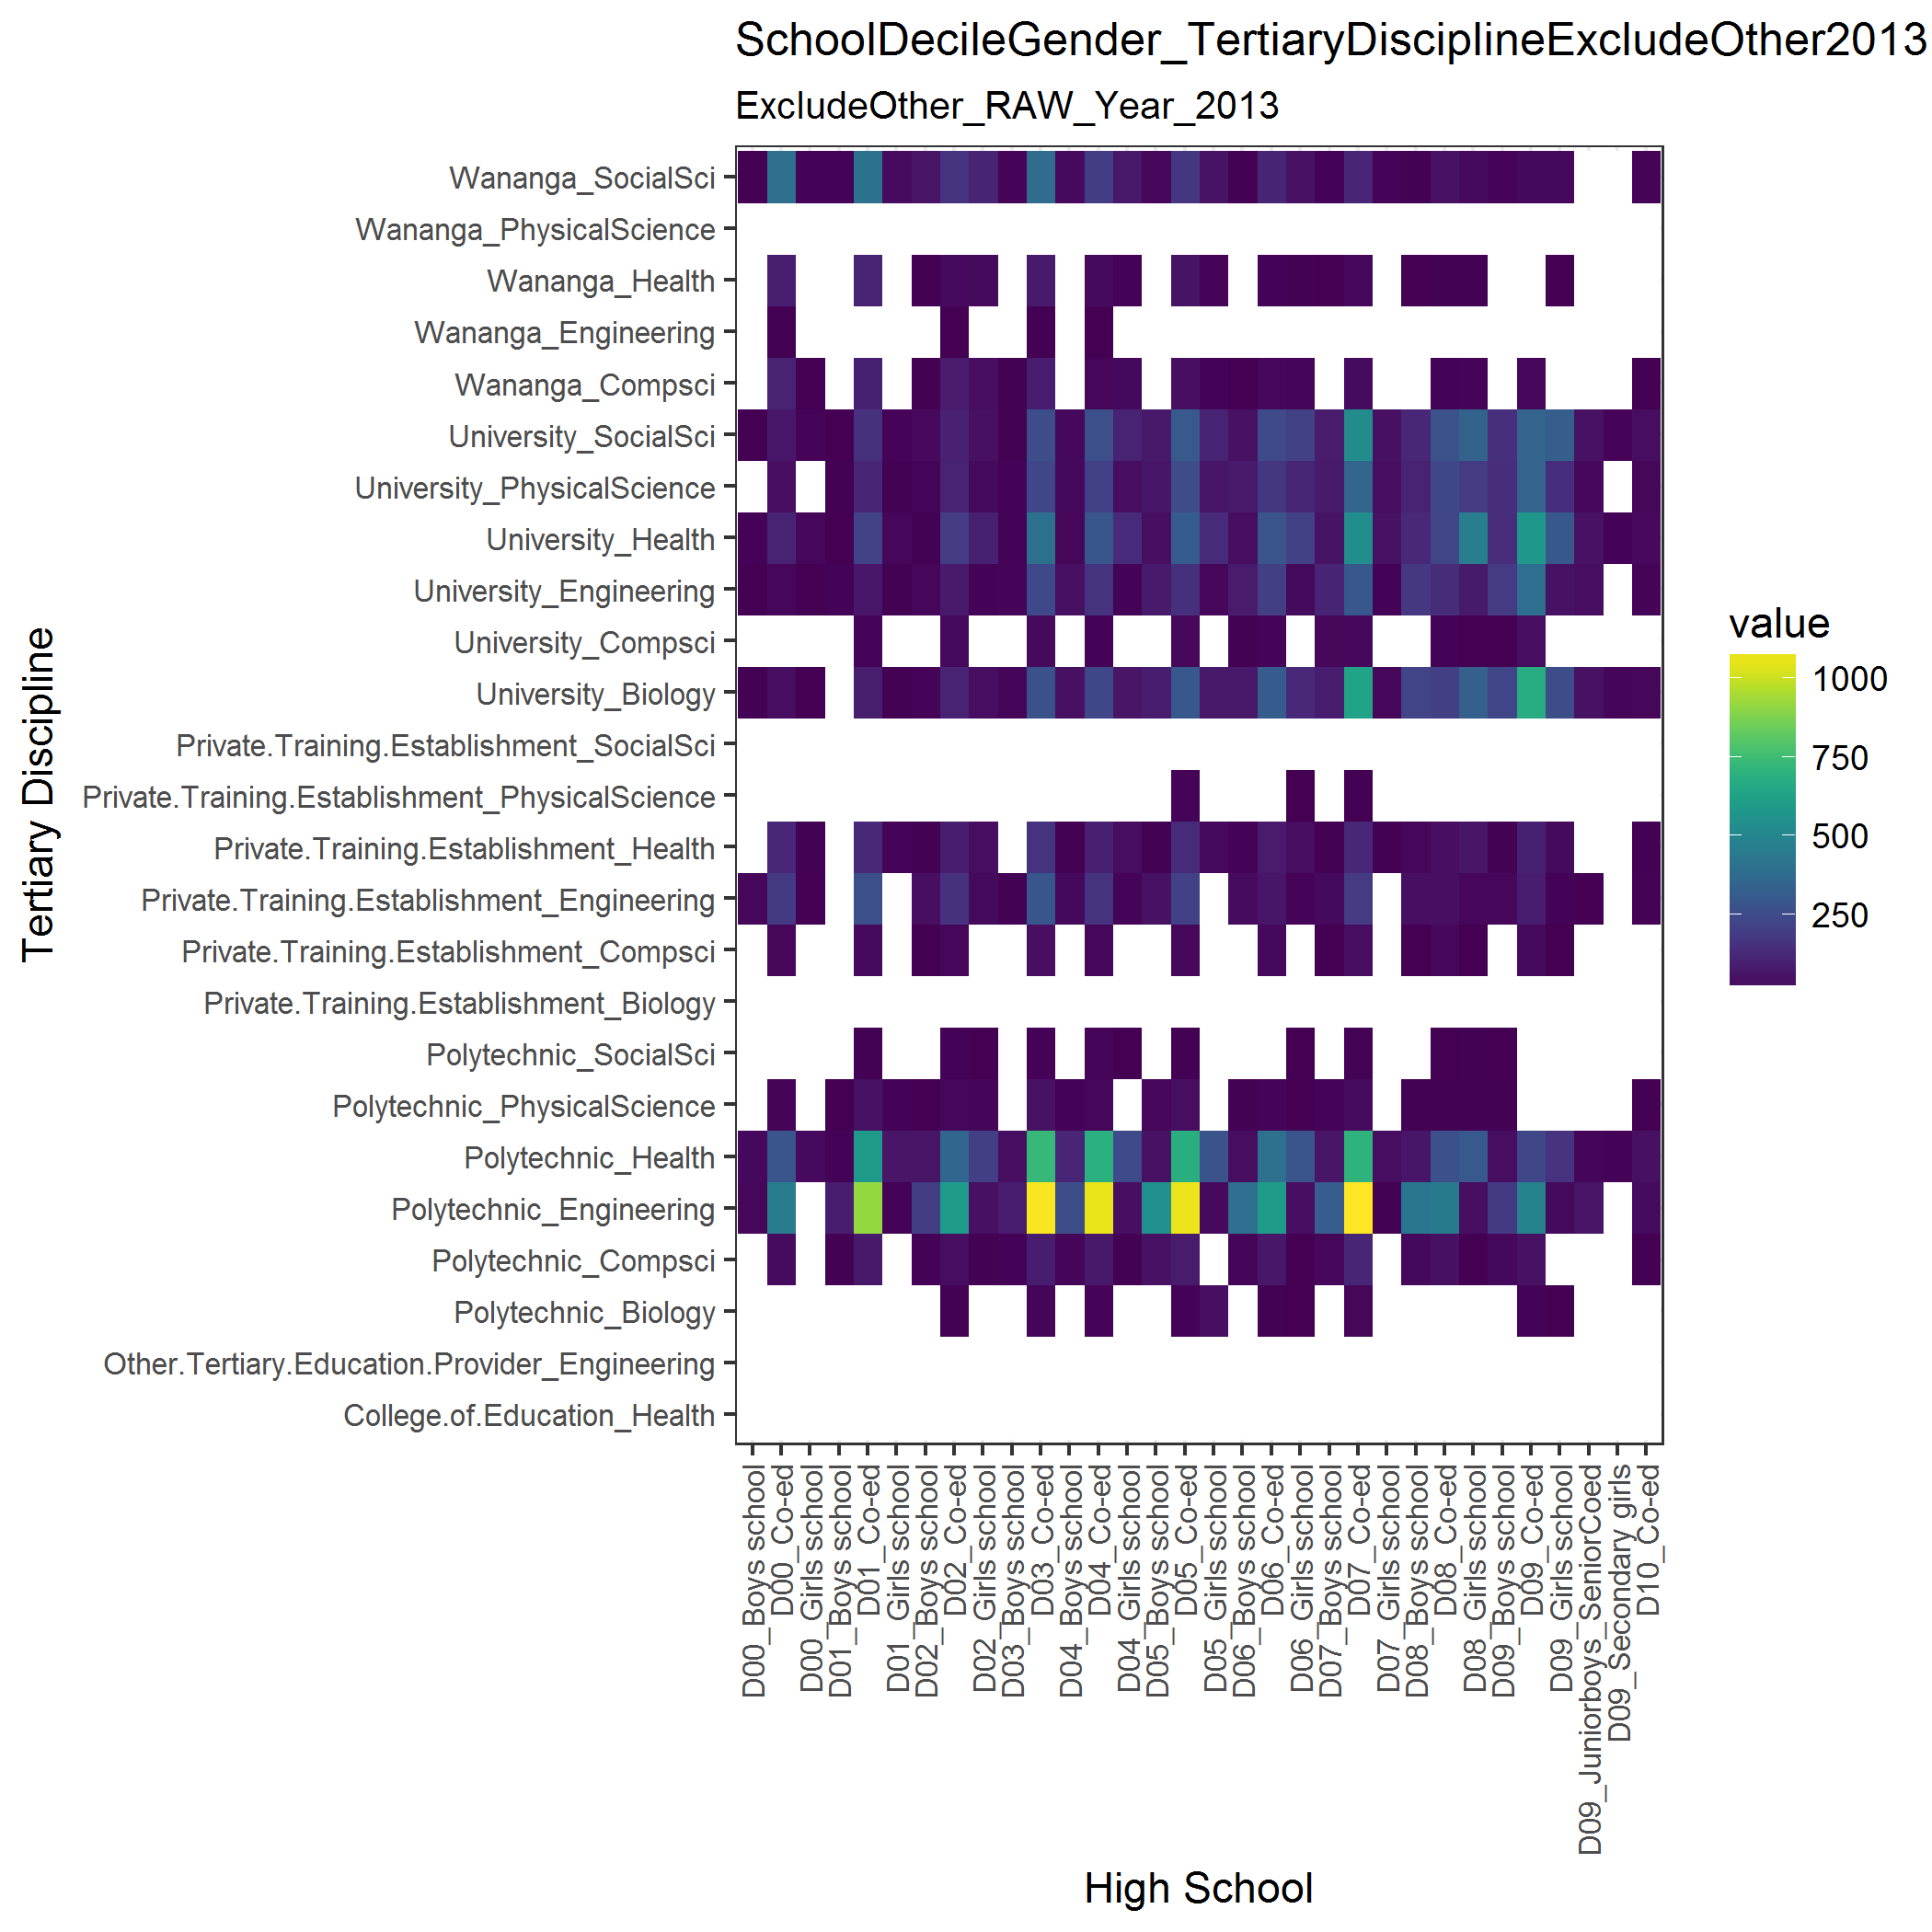 SchoolDecileGender_TertiaryDisciplineExcludeOther2013
ExcludeOther_RAW_Year_2013
Tertiary Discipline
Wananga_SocialSci
Wananga_PhysicalScience
Wananga_Health
Wananga_Engineering
Wananga_Compsci
University_SocialSci
University_PhysicalScience
University_Health
University_Engineering
University_Compsci
University_Biology
Private.Training.Establishment_SocialSci
Private.Training.Establishment_PhysicalScience
Private.Training.Establishment_Health
Private.Training.Establishment_Engineering
Private.Training.Establishment_Compsci
Private.Training.Establishment_Biology
Polytechnic_SocialSci
Polytechnic_PhysicalScience
Polytechnic_Health
Polytechnic_Engineering
Polytechnic_Compsci
Polytechnic_Biology
Other.Tertiary.Education.Provider_Engineering
College.of.Education_Health
D00_Boys school
D00_Co-ed
D00_Girls school
D01_Boys school
D01_Co-ed
D01_Girls school
D02_Boys school
D02_Co-ed
D02_Girls school
D03_Boys school
D03_Co-ed
D04_Boys school
D04_Co-ed
D04_Girls school
D05_Boys school
D05_Co-ed
D05_Girls school
D06_Boys school
D06_Co-ed
D06_Girls school
D07_Boys school
D07_Co-ed
D07_Girls school
D08_Boys school
D08_Co-ed
D08_Girls school
D09_Boys school
D09_Co-ed
D09_Girls school
D09_Juniorboys_SeniorCoed
D09_Secondary girls
D10_Co-ed
High School
value
1000
750
500
250